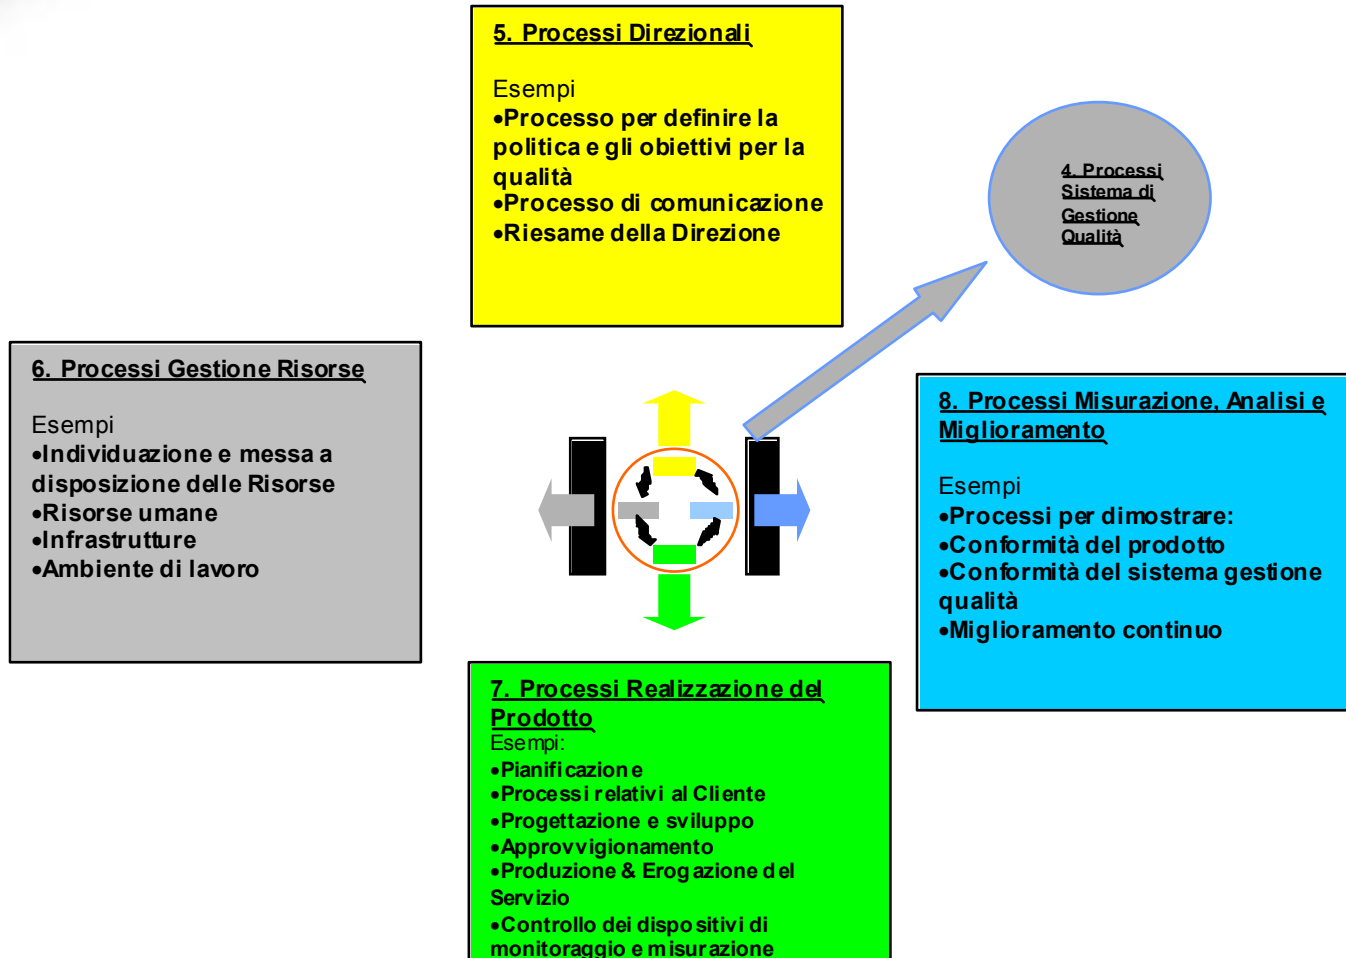 5. Processi Direzionali
Esempi
•Processo per definire la
politica e gli obiettivi per la
qualità
•Processo di comunicazione
•Riesame della Direzione
4. Processi
Sistema di
Gestione
Qualità
6. Processi Gestione Risorse
Esempi
•Individuazione e messa a
disposizione delle Risorse
•Risorse umane
•Infrastrutture
•Ambiente di lavoro
8. Processi Misurazione, Analisi e
Miglioramento
Esempi
•Processi per dimostrare:
•Conformità del prodotto
•Conformità del sistema gestione
qualità
•Miglioramento continuo
7. Processi Realizzazione del
Prodotto
Esempi:
•Pianificazione
•Processi relativi al Cliente
•Progettazione e sviluppo
•Approvvigionamento
•Produzione & Erogazione del
Servizio
•Controllo dei dispositivi di
monitoraggio e misurazione